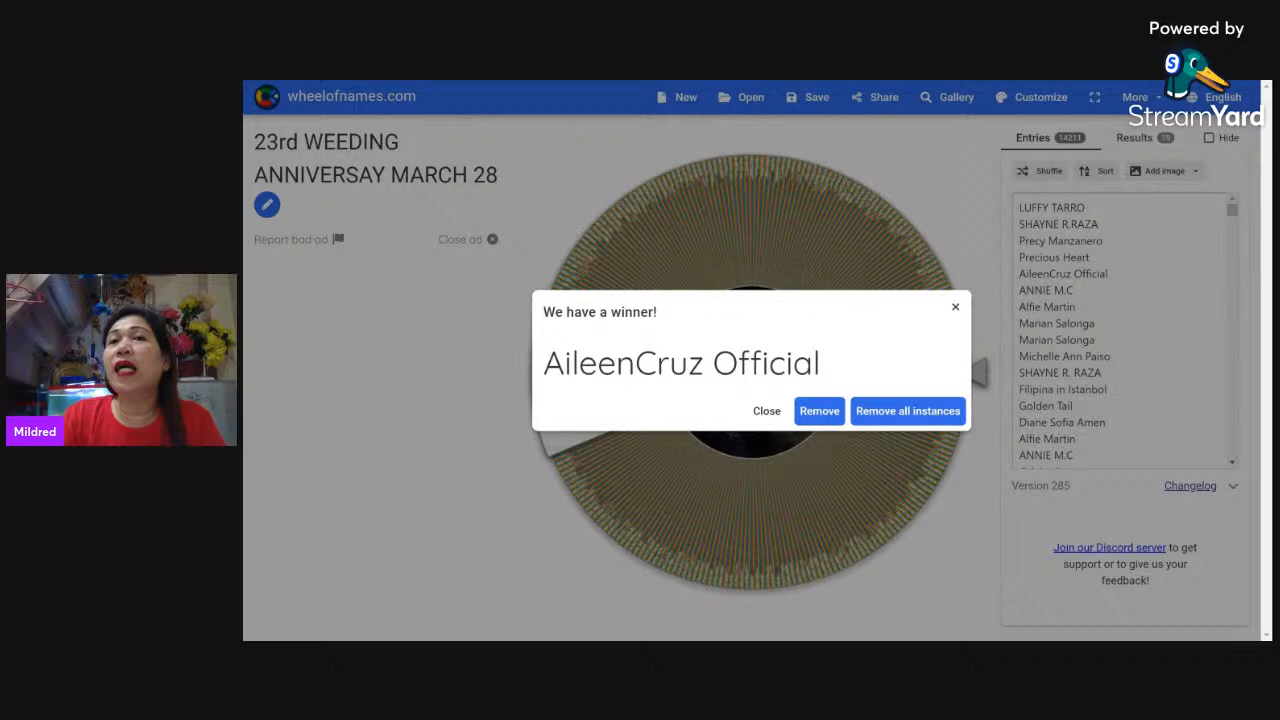 Powered by
StreamYard
wheelofnames.com
New
Open
Save
Share
Gallery
Customize
More
English
23rd WEEDING
ANNIVERSAY MARCH 28
Report bad ad
Close ad
Entries 14211
Results 19
Hide
Shuffle
Sort
Add image
LUFFY TARRO
SHAYNE R.RAZA
Precy Manzanero
Precious Heart
AileenCruz Official
ANNIE M.C
Alfie Martin
Marian Salonga
Marian Salonga
Michelle Ann Paiso
SHAYNE R. RAZA
Filipina in Istanbol
Golden Tail
Diane Sofia Amen
Alfie Martin
ANNIE M.C
We have a winner!
AileenCruz Official
Close
Remove
Remove all instances
Mildred
Version 285
Changelog
Join our Discord server to get
support or to give us your
feedback!